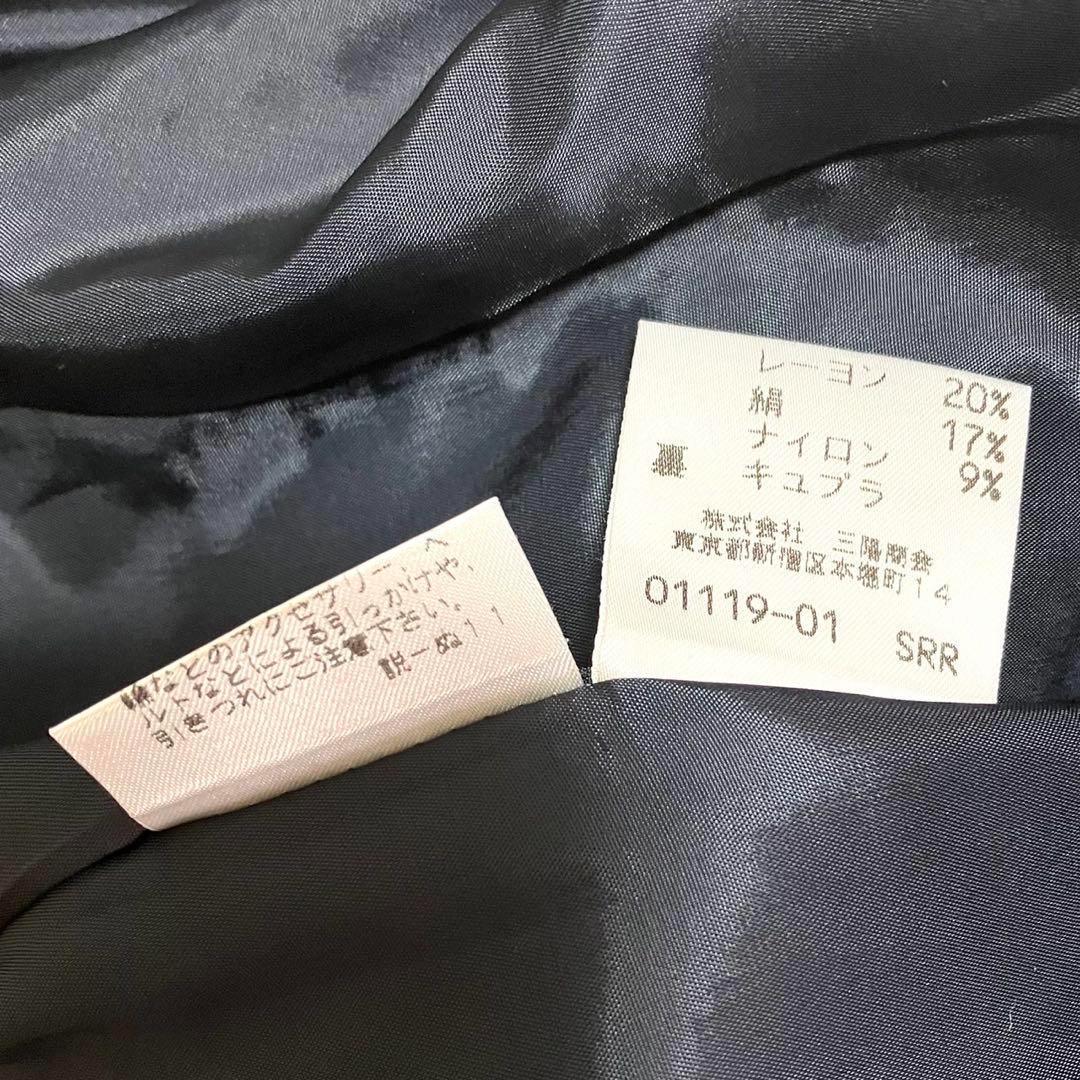 レーヨン 20%
絹 17%
ナイロン 9%
キュプラ
株式会社 三陽商会
東京都新宿区本塩町14
01119-01 SRR
などのアクセサリー、ベ
ルトなどによる引っかけや、
引きつれにご注意下さい。
説-ぬ11